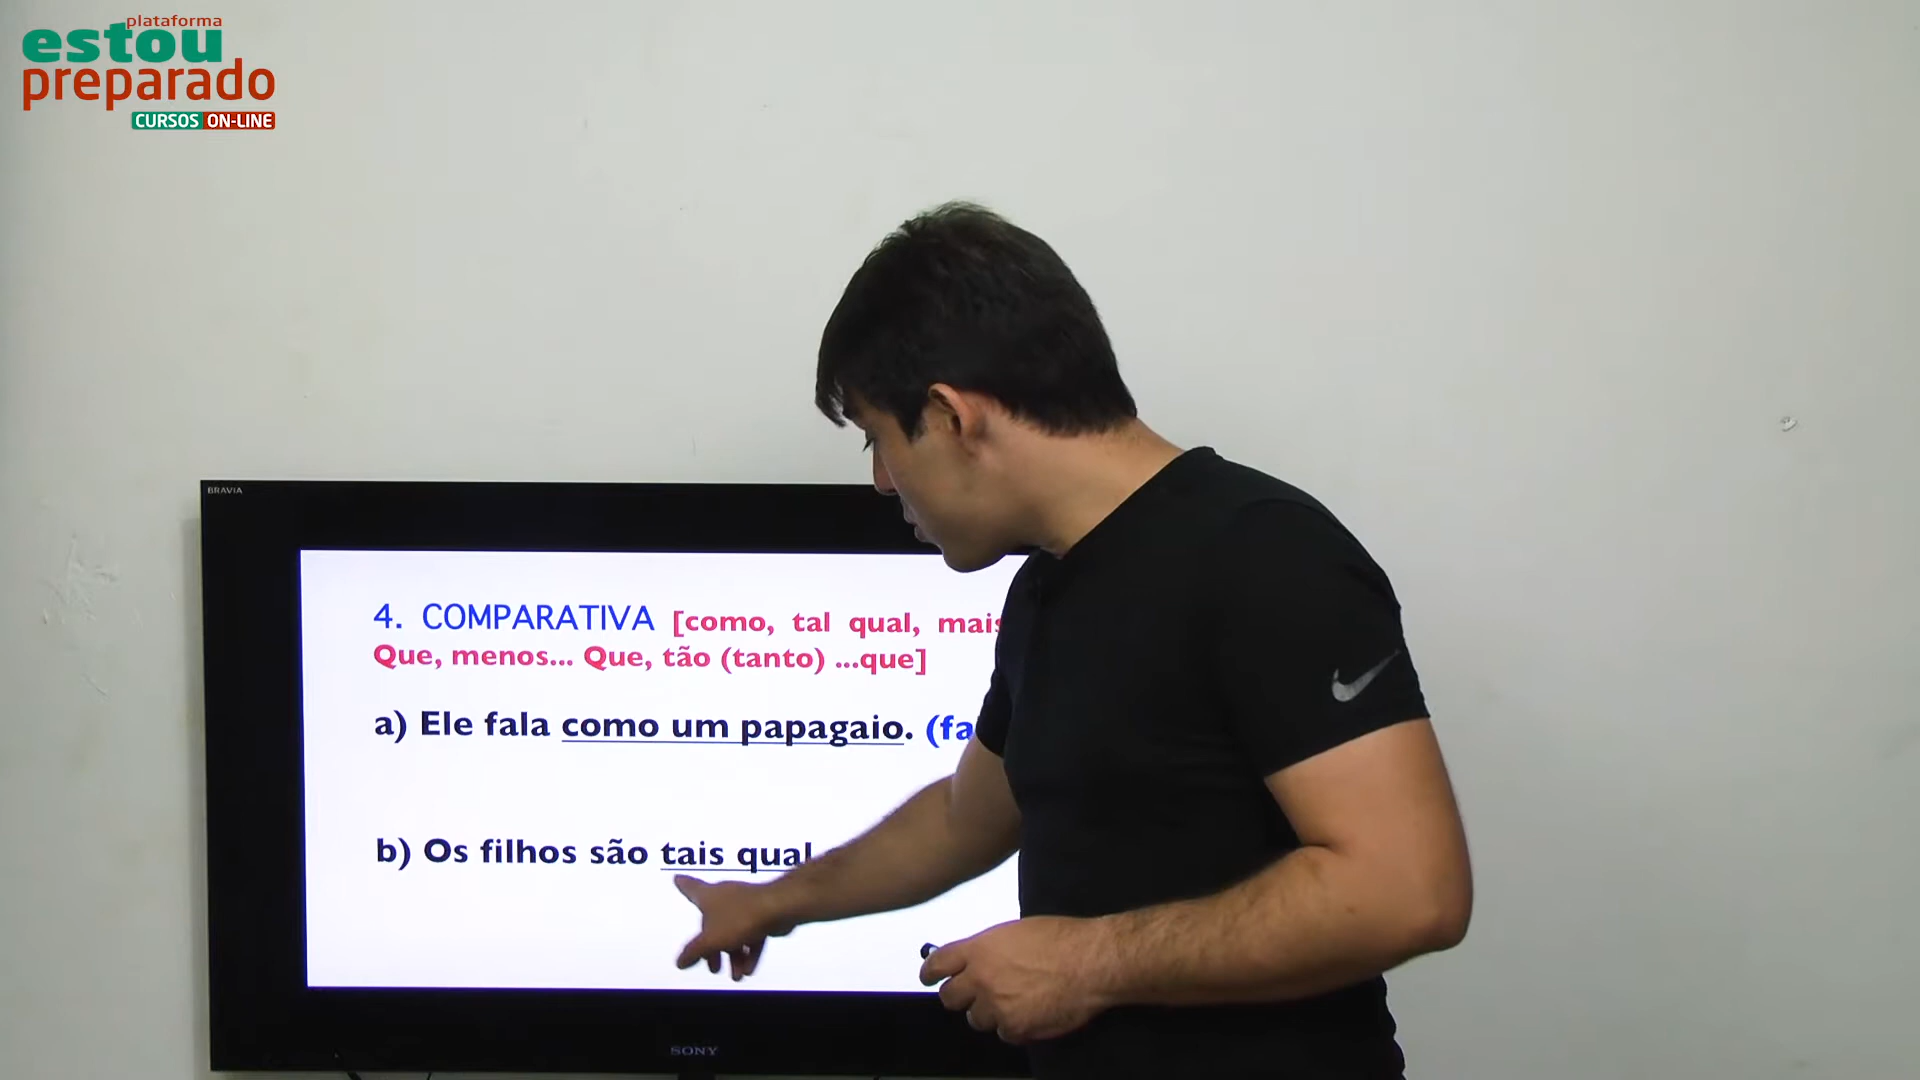 plataforma
estou
preparado
CURSOS ON-LINE
BRAVIA
4. COMPARATIVA [como, tal qual, mais
Que, menos... Que, tão (tanto) ...que]
a) Ele fala como um papagaio. (fa
b) Os filhos são tais qual
SONY